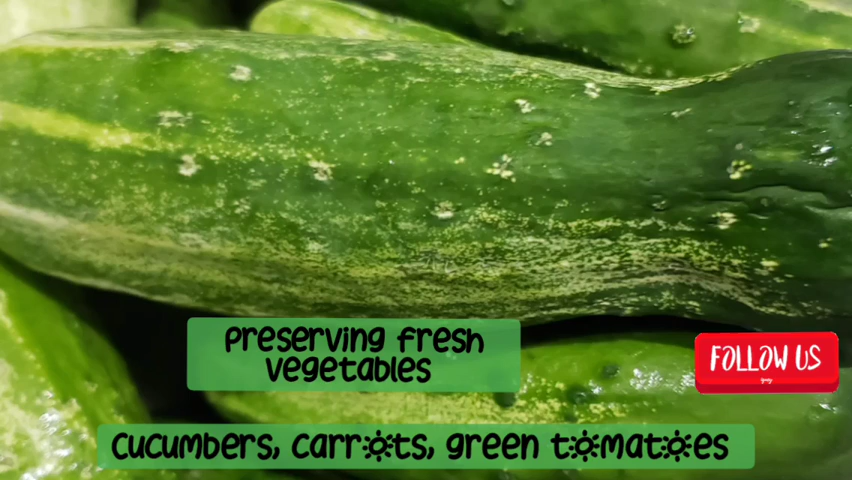 preserving fresh
vegetables
FOLLOW US
cucumbers, carrots, green tomatoes